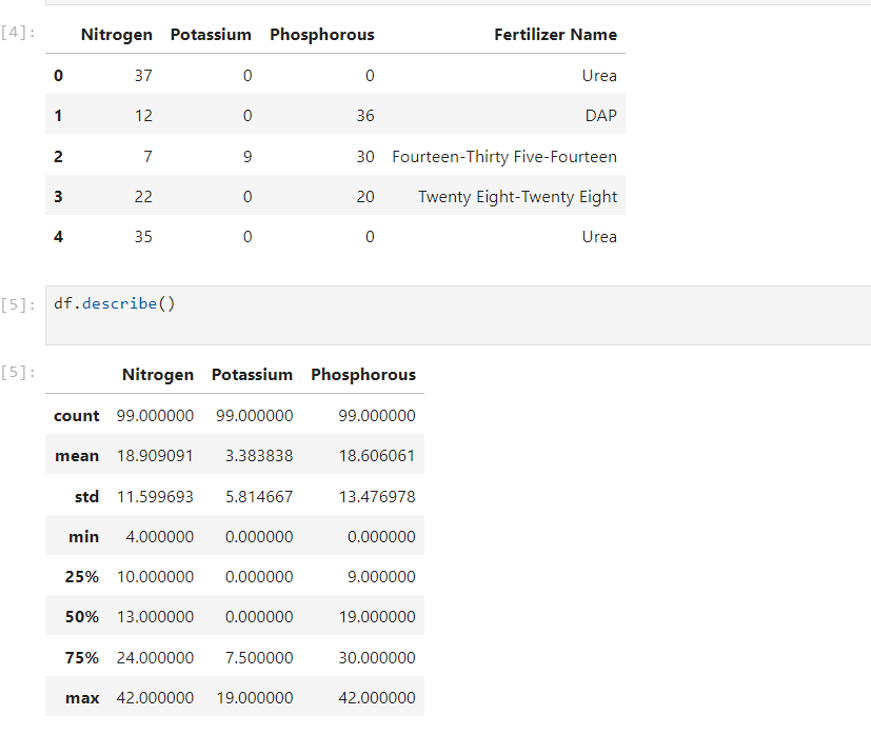 [4]:
Nitrogen Potassium Phosphorous Fertilizer Name
0 37 0 0 Urea
1 12 0 36 DAP
2 7 9 30 Fourteen-Thirty Five-Fourteen
3 22 0 20 Twenty Eight-Twenty Eight
4 35 0 0 Urea
[5]: df.describe()
[5]:
Nitrogen Potassium Phosphorous
count 99.000000 99.000000 99.000000
mean 18.909091 3.383838 18.606061
std 11.599693 5.814667 13.476978
min 4.000000 0.000000 0.000000
25% 10.000000 0.000000 9.000000
50% 13.000000 0.000000 19.000000
75% 24.000000 7.500000 30.000000
max 42.000000 19.000000 42.000000